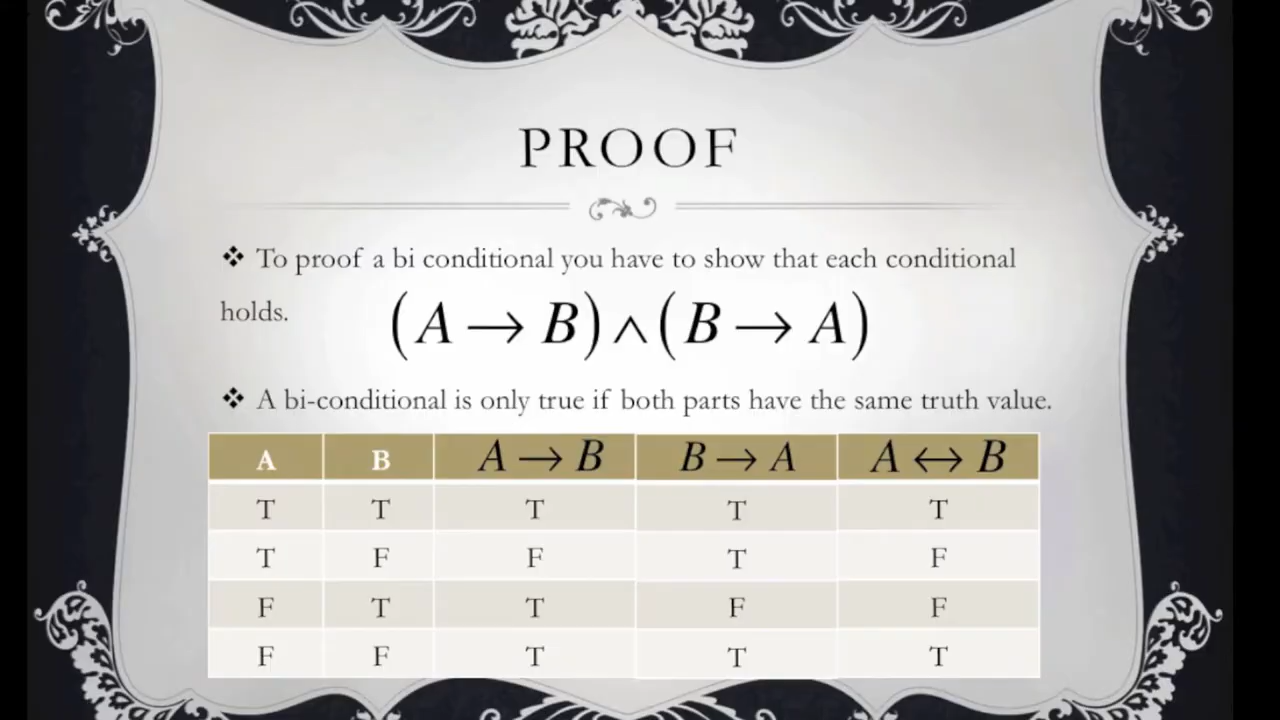 PROOF
❖ To proof a bi conditional you have to show that each conditional
holds. (A → B) ∧ (B → A)
❖ A bi-conditional is only true if both parts have the same truth value.
A B A → B B → A A ↔ B
T T T T T
T F F T F
F T T F F
F F T T T